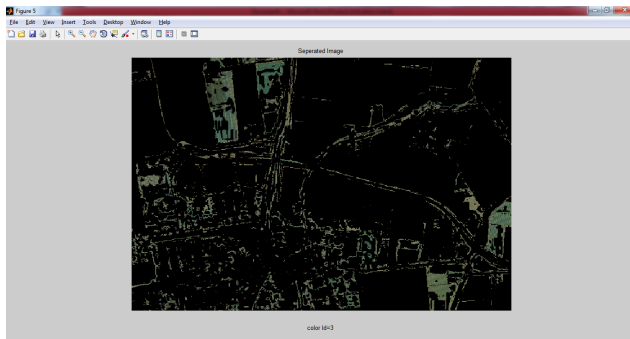 Figure 5
File Edit View Insert Tools Desktop Window Help
Seperated Image
color Id=3